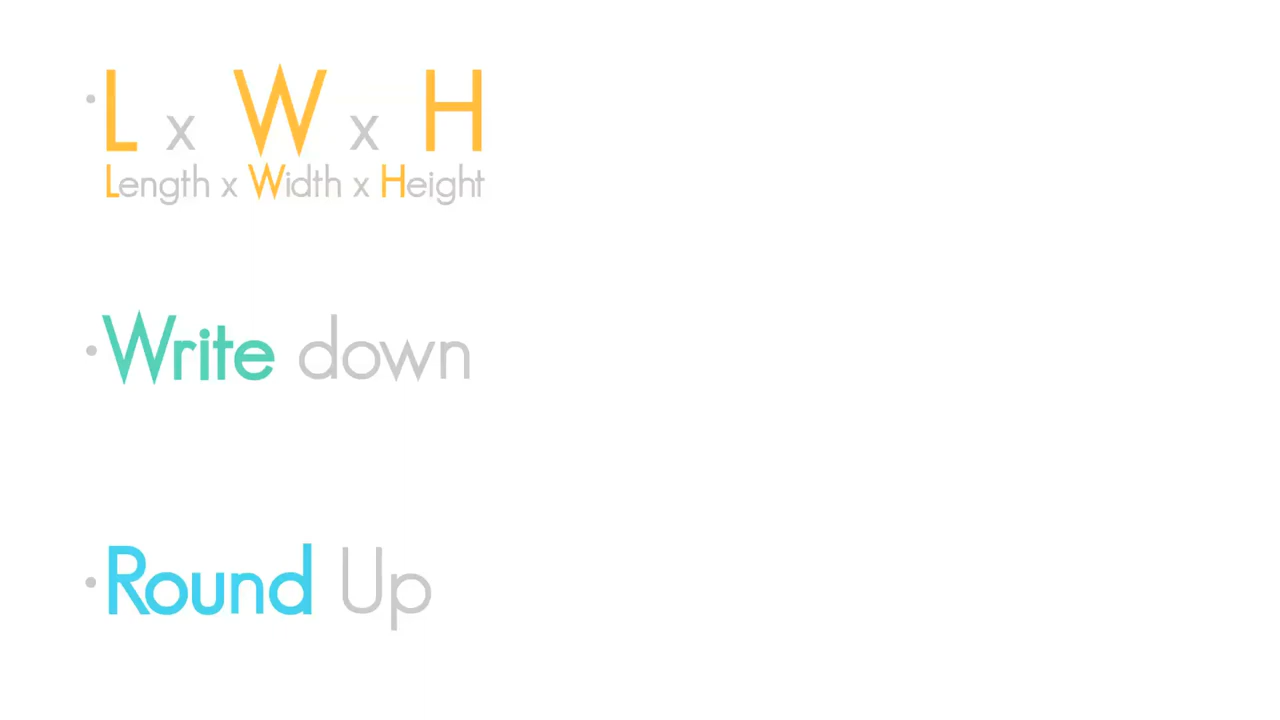 • L x W x H
Length x Width x Height
• Write down
• Round Up